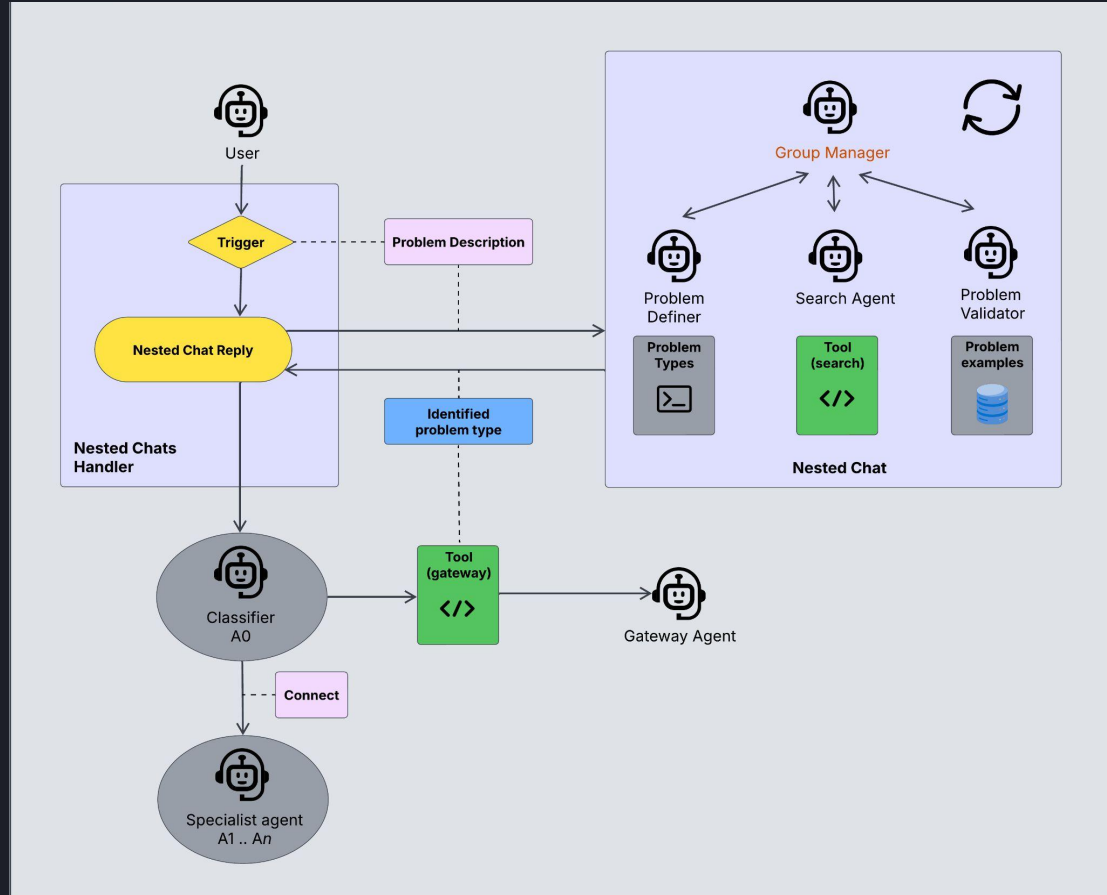 User
Trigger
Problem Description
Nested Chat Reply
Identified
problem type
Nested Chats
Handler
Group Manager
Problem
Definer
Search Agent
Problem
Validator
Problem
Types
Tool
(search)
</>
Problem
examples
Nested Chat
Classifier
A0
Tool
(gateway)
</>
Gateway Agent
Connect
Specialist agent
A1 .. An